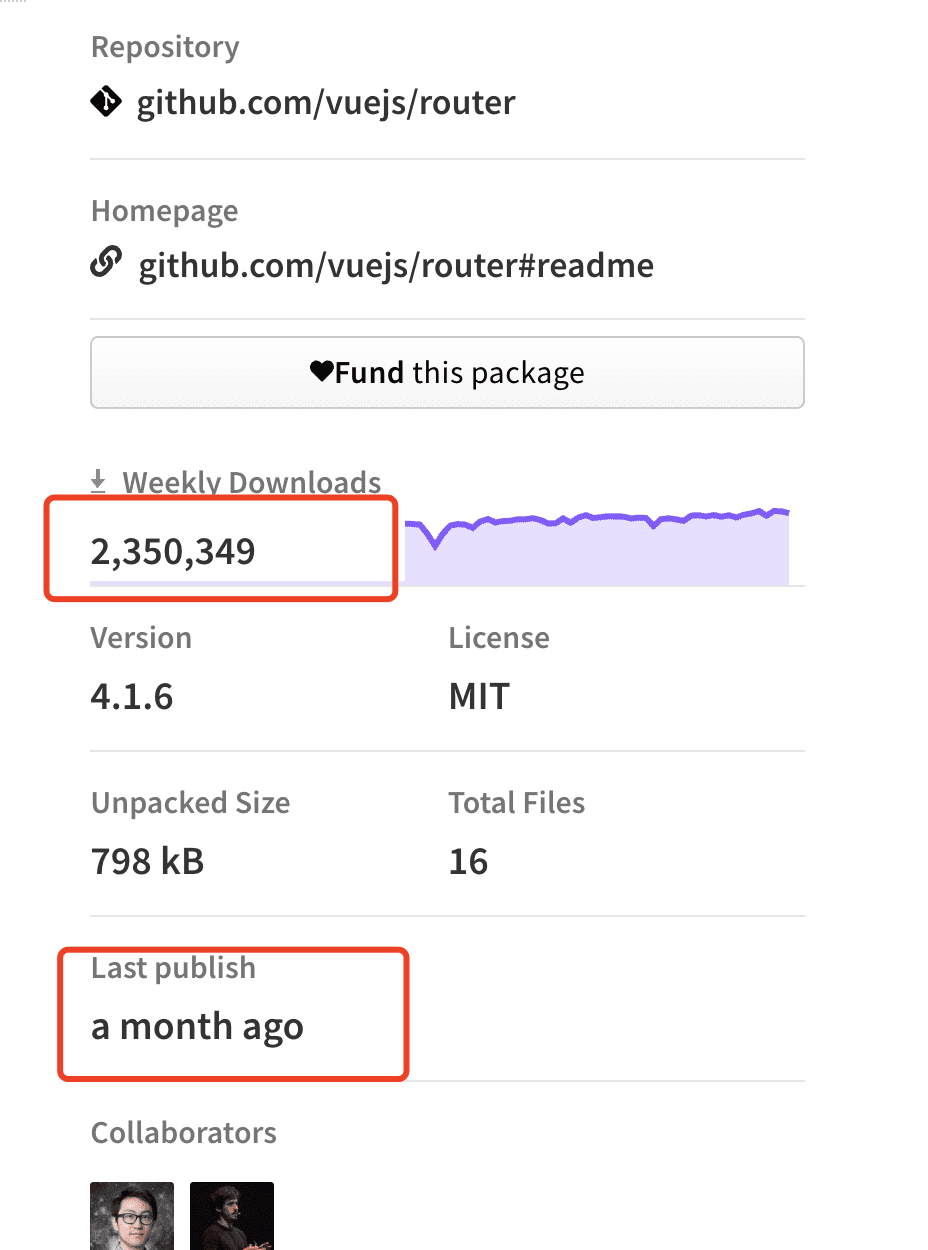 Repository
github.com/vuejs/router
Homepage
github.com/vuejs/router#readme
Fund this package
Weekly Downloads
2,350,349
Version
License
4.1.6
MIT
Unpacked Size
Total Files
798 kB
16
Last publish
a month ago
Collaborators